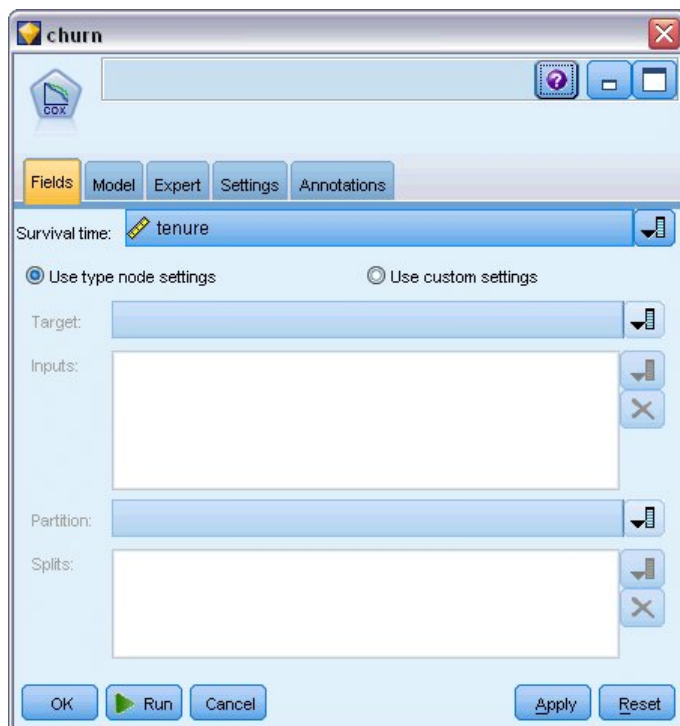 churn
COX
?
Fields Model Expert Settings Annotations
Survival time: tenure
Use type node settings Use custom settings
Target:
Inputs:
Partition:
Splits:
OK Run Cancel Apply Reset